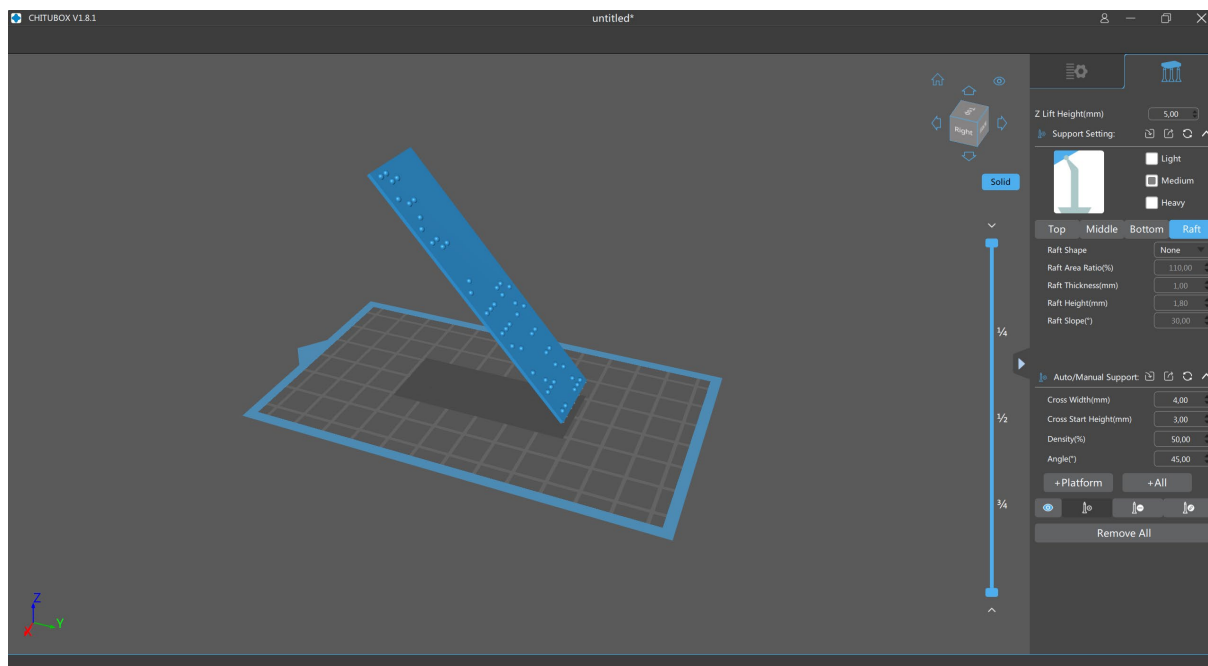 CHITUBOX V1.8.1
untitled*
Z Lift Height(mm) 5,00
Support Setting:
Light
Medium
Heavy
Top Middle Bottom Raft
Raft Shape None
Raft Area Ratio(%) 110,00
Raft Thickness(mm) 1,00
Raft Height(mm) 1,80
Raft Slope(°) 30,00
Auto/Manual Support:
Cross Width(mm) 4,00
Cross Start Height(mm) 3,00
Density(%) 50,00
Angle(°) 45,00
+Platform +All
Remove All
Right
Solid
¼
½
¾
Z
X Y